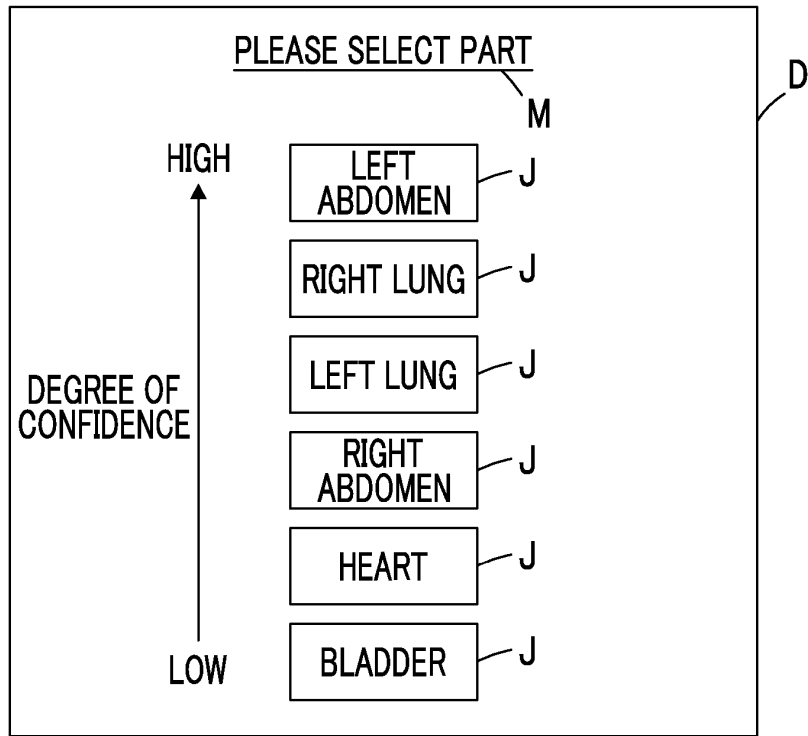 PLEASE SELECT PART
D
M
HIGH
LEFT
ABDOMEN
J
RIGHT LUNG
J
LEFT LUNG
J
DEGREE OF
CONFIDENCE
RIGHT
ABDOMEN
J
HEART
J
LOW
BLADDER
J